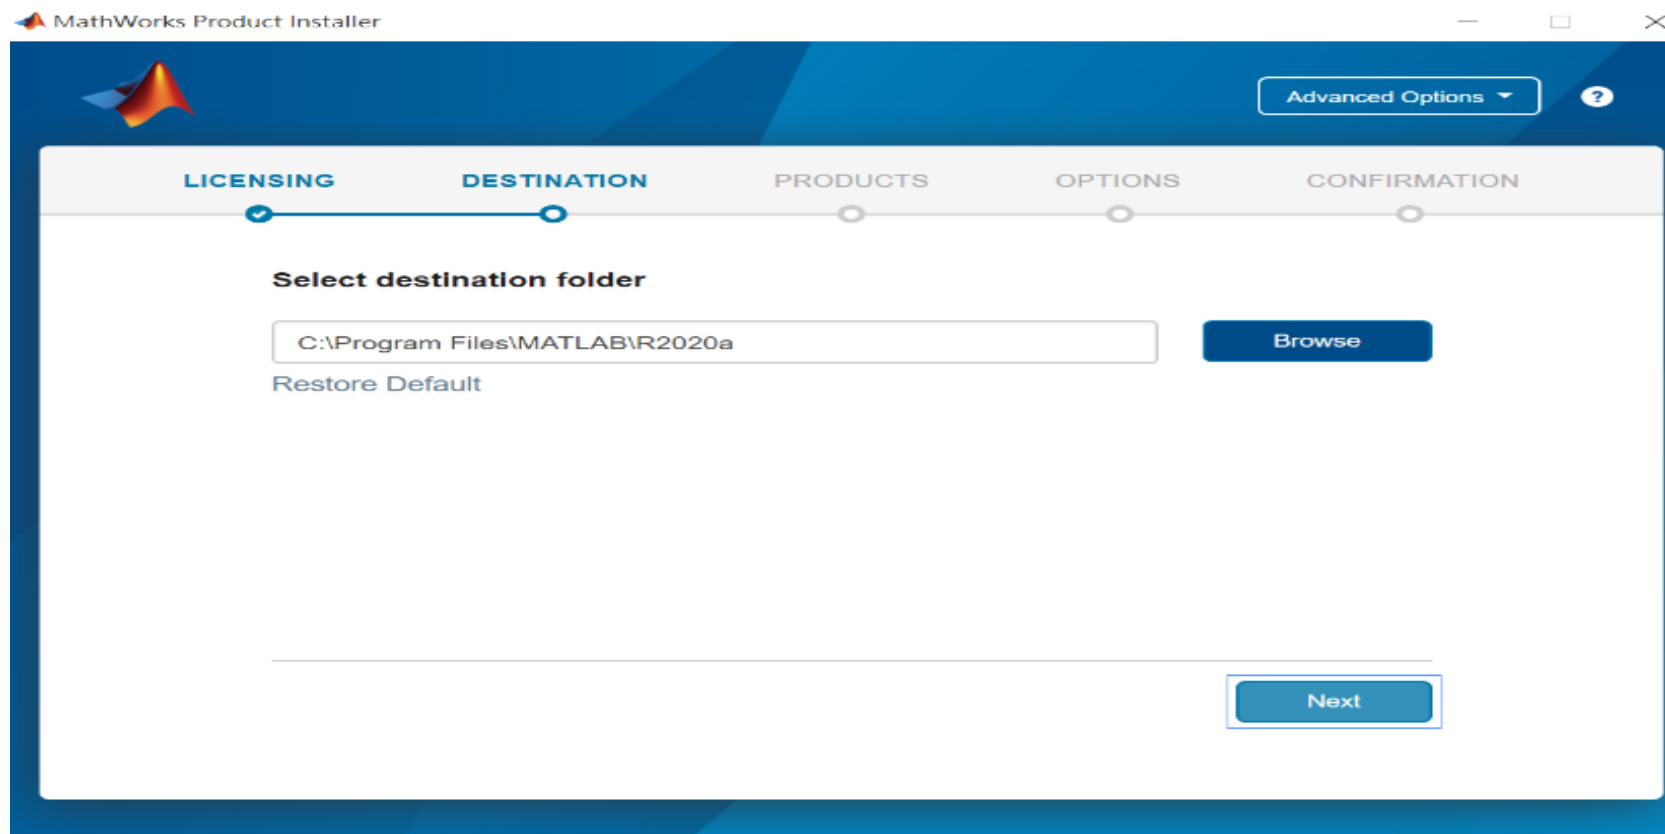 MathWorks Product Installer
Advanced Options
?
LICENSING DESTINATION PRODUCTS OPTIONS CONFIRMATION
Select destination folder
C:\Program Files\MATLAB\R2020a Browse
Restore Default
Next